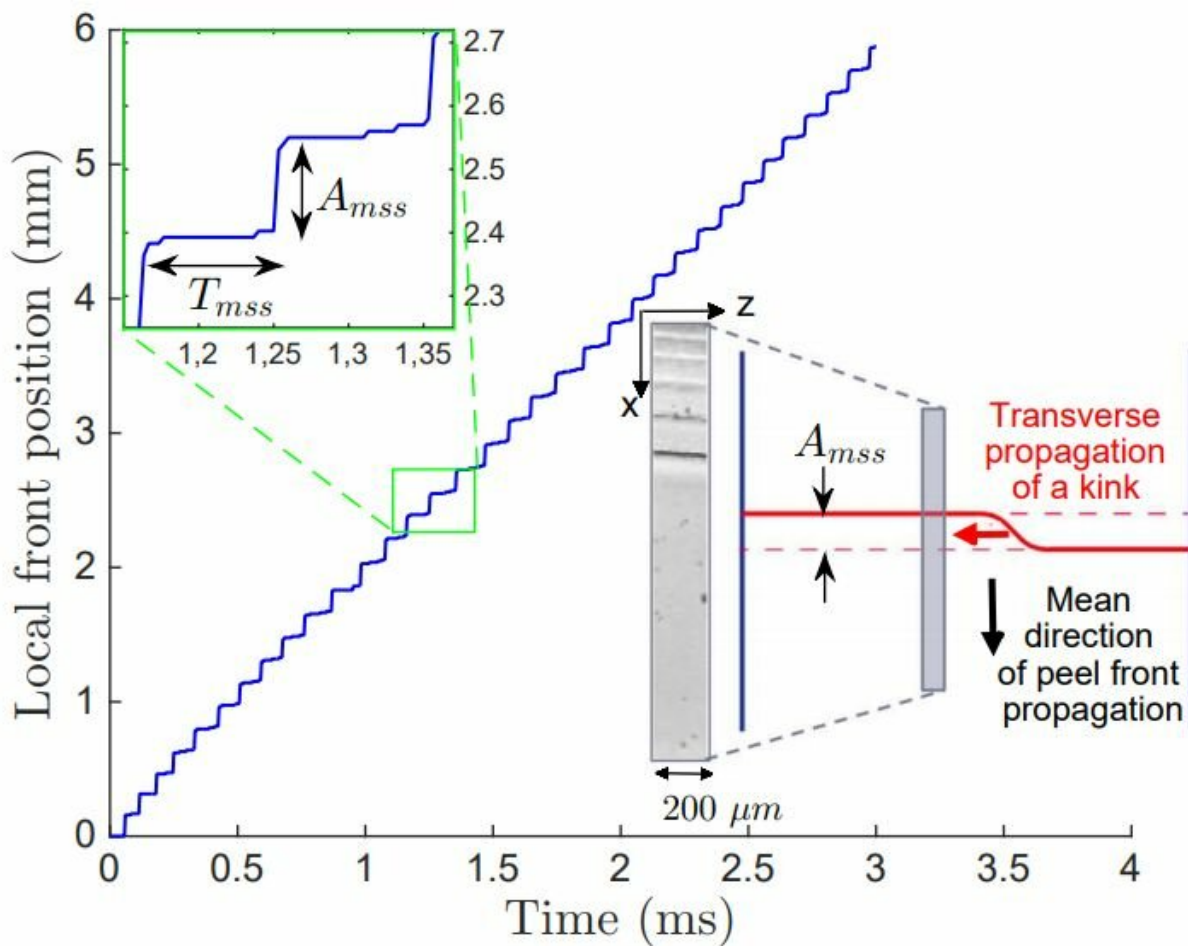 6
5
4
3
2
1
0
Local front position (mm)
2.7
2.6
2.5
2.4
2.3
A_mss
T_mss
1,2
1,25
1,3
1,35
z
x
A_mss
Transverse
propagation
of a kink
Mean
direction
of peel front
propagation
200 μm
0
0.5
1
1,5
2
2.5
3
3.5
4
Time (ms)